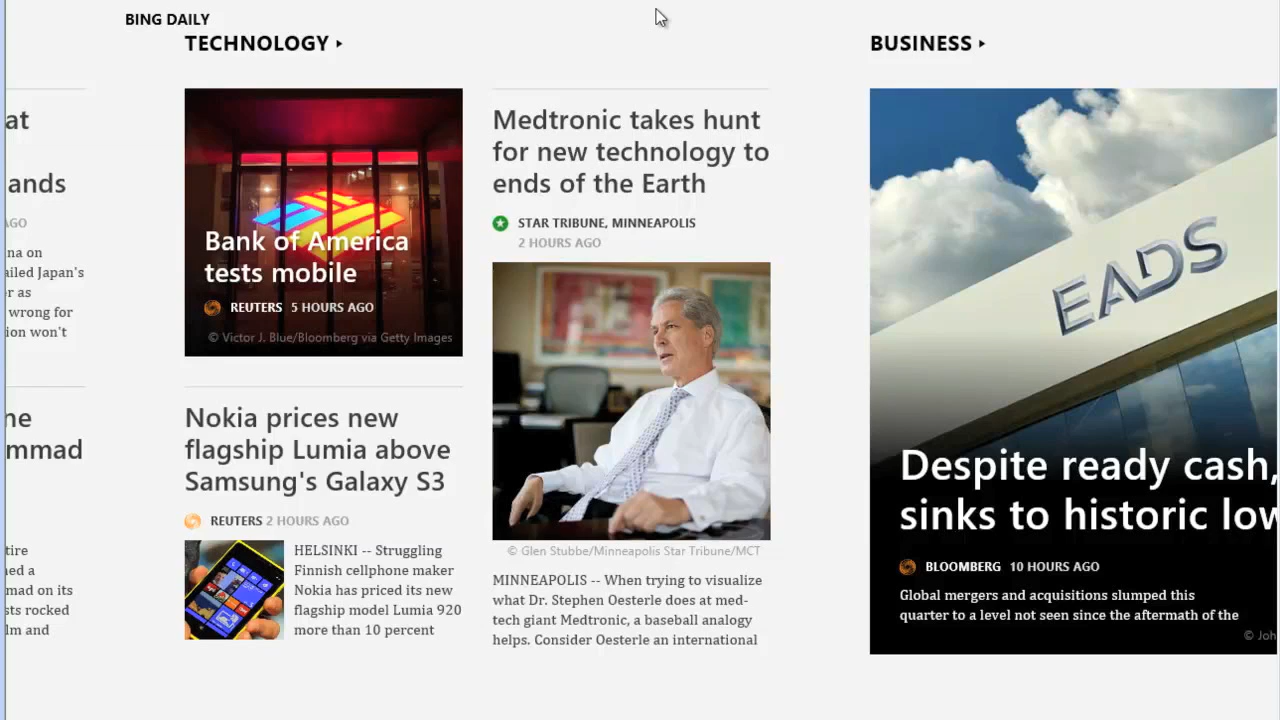 BING DAILY
TECHNOLOGY
BUSINESS
at
ands
AGO
na on
ailed Japan's
r as
wrong for
ion won't
ne
mmad
tire
ned a
mad on its
sts rocked
lm and
Bank of America
tests mobile
REUTERS 5 HOURS AGO
© Victor J. Blue/Bloomberg via Getty Images
Nokia prices new
flagship Lumia above
Samsung's Galaxy S3
REUTERS 2 HOURS AGO
HELSINKI -- Struggling
Finnish cellphone maker
Nokia has priced its new
flagship model Lumia 920
more than 10 percent
Medtronic takes hunt
for new technology to
ends of the Earth
STAR TRIBUNE, MINNEAPOLIS
2 HOURS AGO
© Glen Stubbe/Minneapolis Star Tribune/MCT
MINNEAPOLIS -- When trying to visualize
what Dr. Stephen Oesterle does at med-
tech giant Medtronic, a baseball analogy
helps. Consider Oesterle an international
EADS
Despite ready cash,
sinks to historic low
BLOOMBERG 10 HOURS AGO
Global mergers and acquisitions slumped this
quarter to a level not seen since the aftermath of the
© Joh